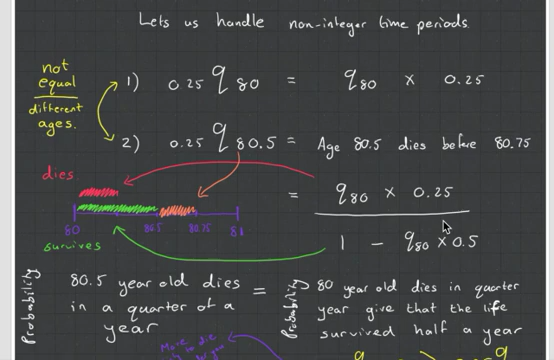 Lets us handle non-integer time periods
not equal different ages.
1) 0.25 q 80 = q80 x 0.25
2) 0.25 q 80.5 = Age 80.5 dies before 80.75
dies
= q80 x 0.25
80 80.5 80.75 81
1 - q80 x 0.5
survives
Probability 80.5 year old dies in a quarter of a year = Probability 80 year old dies in quarter year give that the life survived half a year
More to die
q q